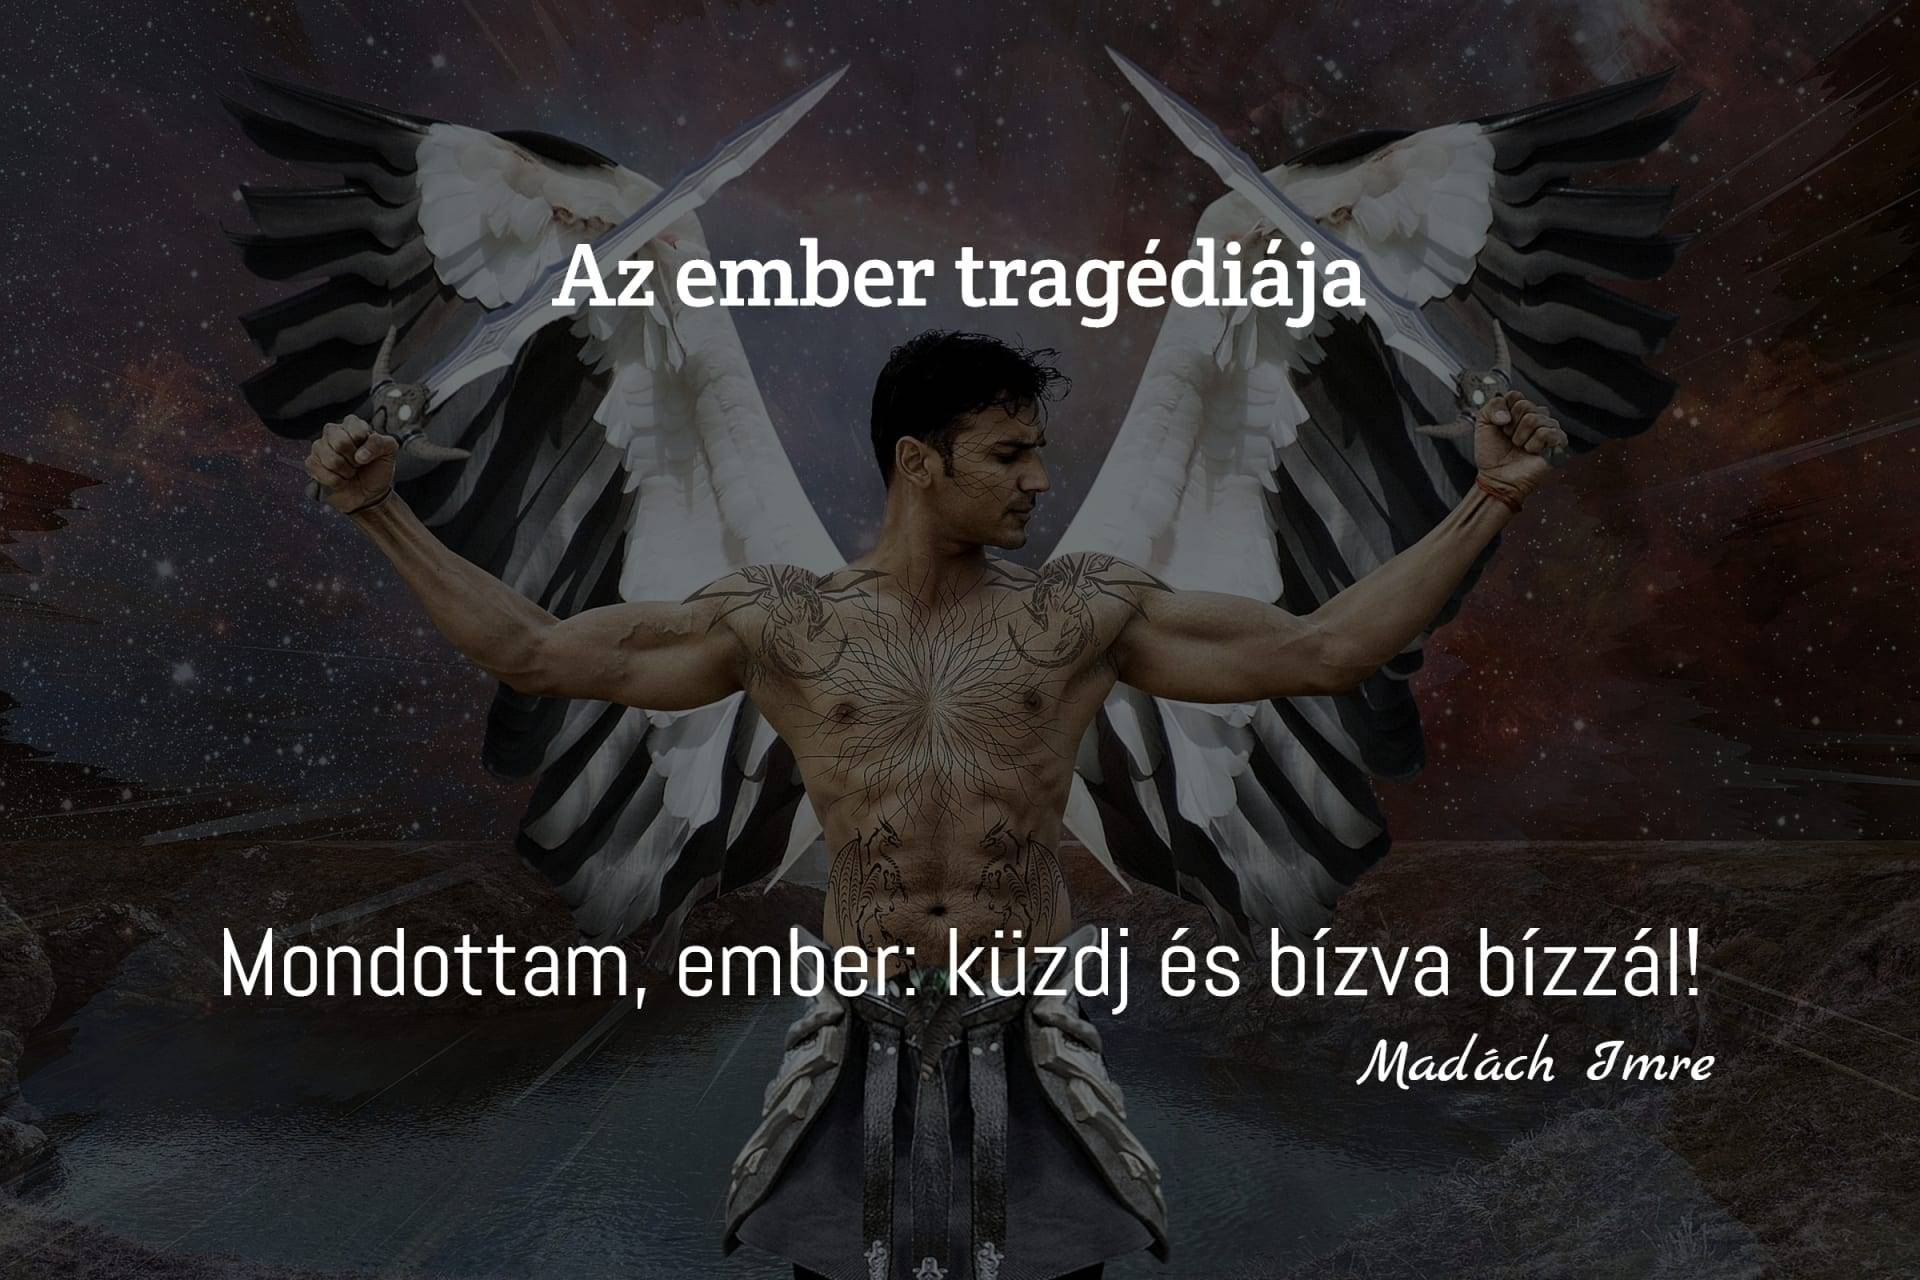 Az ember tragédiája
Mondottam, ember: küzdj és bízva bízzál!
Madách Imre